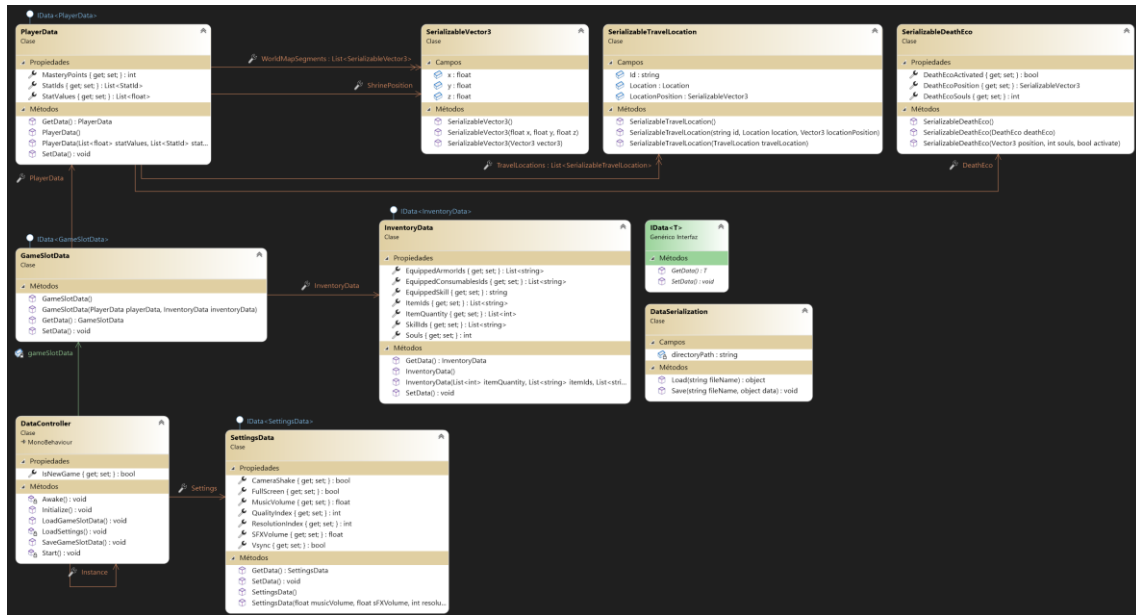 IData<PlayerData>
PlayerData
Clase
Propiedades
MasteryPoints { get; set; } : int
StatIds { get; set; } : List<StatId>
StatValues { get; set; } : List<float>
Métodos
GetData() : PlayerData
PlayerData()
PlayerData(List<float> statValues, List<StatId> stat...
SetData() : void
WorldMapSegments : List<SerializableVector3>
ShrinePosition
SerializableVector3
Clase
Campos
x : float
y : float
z : float
Métodos
SerializableVector3()
SerializableVector3(float x, float y, float z)
SerializableVector3(Vector3 vector)
SerializableTravelLocation
Clase
Campos
Id : string
Location : Location
LocationPosition : SerializableVector3
Métodos
SerializableTravelLocation()
SerializableTravelLocation(string id, Location location, Vector3 locationPosition)
SerializableTravelLocation(TravelLocation travelLocation)
SerializableDeathEco
Clase
Propiedades
DeathEcoActivated { get; set; } : bool
DeathEcoPosition { get; set; } : SerializableVector3
DeathEcoSouls { get; set; } : int
Métodos
SerializableDeathEco()
SerializableDeathEco(DeathEco deathEco)
SerializableDeathEco(Vector3 position, int souls, bool activate)
TravelLocations : List<SerializableTravelLocation>
DeathEco
PlayerData
IData<GameSlotData>
GameSlotData
Clase
Métodos
GameSlotData()
GameSlotData(PlayerData playerData, InventoryData inventoryData)
GetData() : GameSlotData
SetData() : void
InventoryData
IData<InventoryData>
InventoryData
Clase
Propiedades
EquippedArmorIds { get; set; } : List<string>
EquippedConsumablesIds { get; set; } : List<string>
EquippedSkill { get; set; } : string
ItemIds { get; set; } : List<string>
ItemQuantity { get; set; } : List<int>
SkillIds { get; set; } : List<string>
Souls { get; set; } : int
Métodos
GetData() : InventoryData
InventoryData()
InventoryData(List<int> itemQuantity, List<string> itemIds, List<stri...
SetData() : void
IData<T>
Genérico Interfaz
Métodos
GetData() : T
SetData() : void
DataSerialization
Clase
Campos
directoryPath : string
Métodos
Load(string fileName) : object
Save(string fileName, object data) : void
gameSlotData
DataController
Clase
MonoBehaviour
Propiedades
IsNewGame { get; set; } : bool
Métodos
Awake() : void
Initialize() : void
LoadGameSlotData() : void
LoadSettings() : void
SaveGameSlotData() : void
Start() : void
Instance
Settings
IData<SettingsData>
SettingsData
Clase
Propiedades
CameraShake { get; set; } : bool
FullScreen { get; set; } : bool
MusicVolume { get; set; } : float
QualityIndex { get; set; } : int
ResolutionIndex { get; set; } : int
SFXVolume { get; set; } : float
Vsync { get; set; } : bool
Métodos
GetData() : SettingsData
SetData() : void
SettingsData()
SettingsData(float musicVolume, float sFXVolume, int resolu...